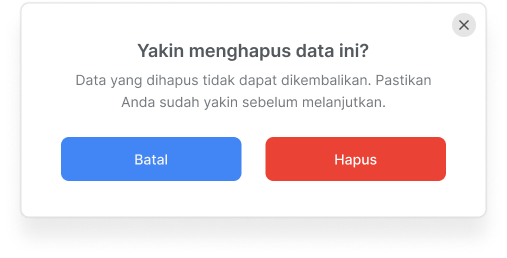 Yakin menghapus data ini?
Data yang dihapus tidak dapat dikembalikan. Pastikan
Anda sudah yakin sebelum melanjutkan.
Batal
Hapus